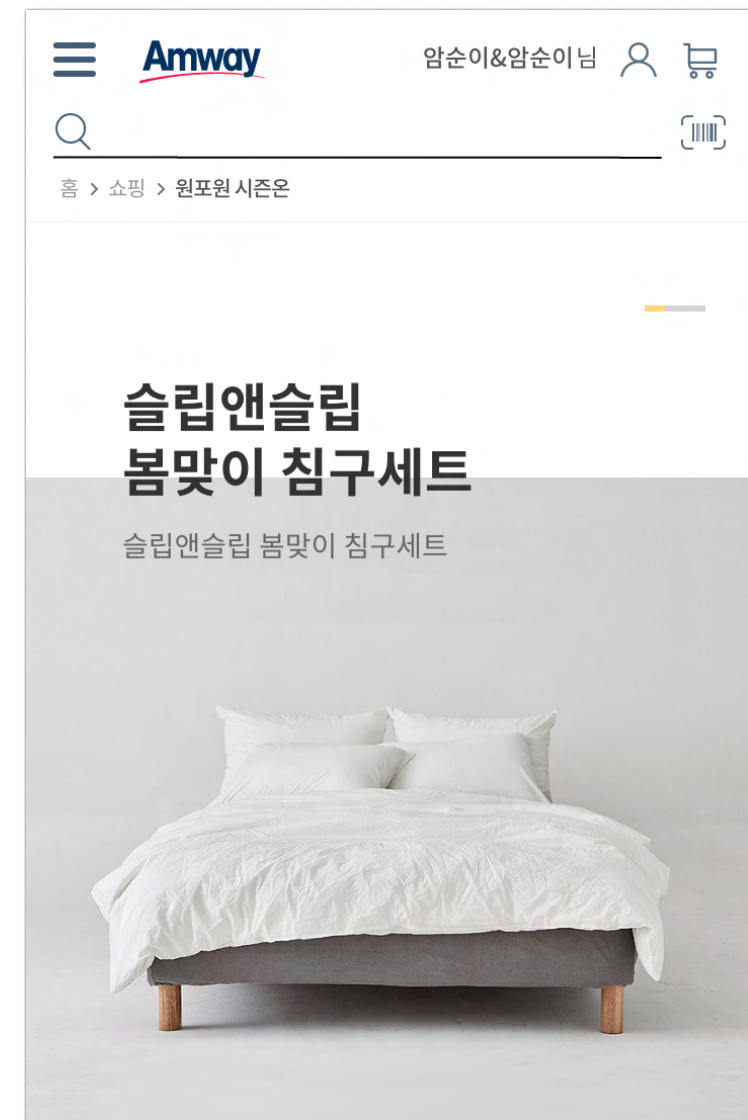 Amway
암순이&암순이님
홈 > 쇼핑 > 원포원 시즌온
슬립앤슬립
봄맞이 침구세트
슬립앤슬립 봄맞이 침구세트